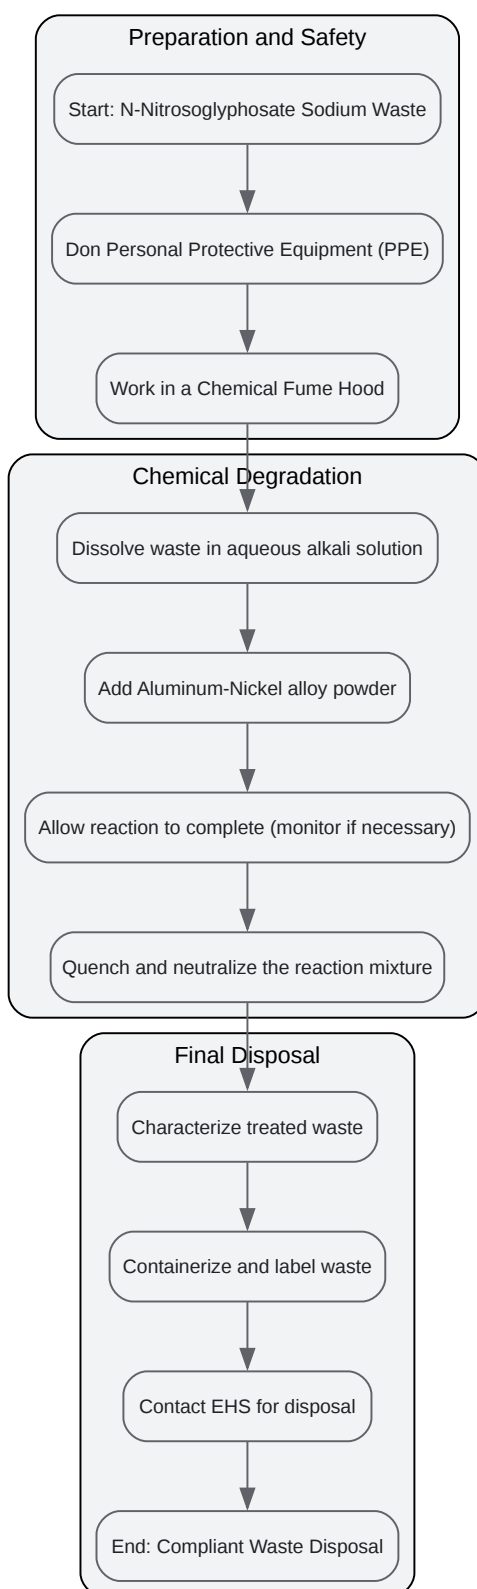 Preparation and Safety
Start: N-Nitrosoglyphosate Sodium Waste
Don Personal Protective Equipment (PPE)
Work in a Chemical Fume Hood
Chemical Degradation
Dissolve waste in aqueous alkali solution
Add Aluminum-Nickel alloy powder
Allow reaction to complete (monitor if necessary)
Quench and neutralize the reaction mixture
Final Disposal
Characterize treated waste
Containerize and label waste
Contact EHS for disposal
End: Compliant Waste Disposal